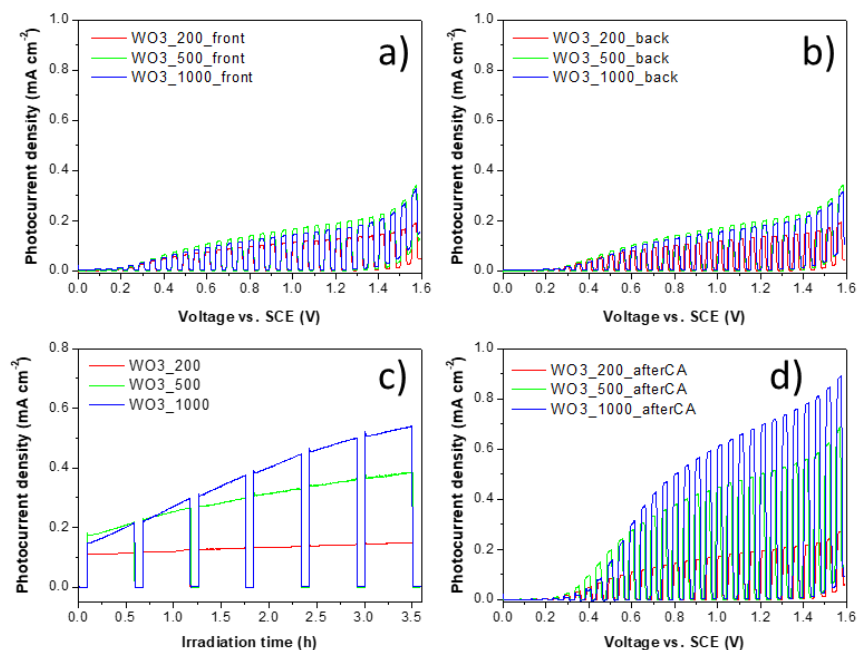 a)
WO3_200_front
WO3_500_front
WO3_1000_front
Photocurrent density (mA cm-2)
1.0
0.8
0.6
0.4
0.2
0.0
0.0 0.2 0.4 0.6 0.8 1.0 1.2 1.4 1.6
Voltage vs. SCE (V)
b)
WO3_200_back
WO3_500_back
WO3_1000_back
Photocurrent density (mA cm-2)
1.0
0.8
0.6
0.4
0.2
0.0
0.0 0.2 0.4 0.6 0.8 1.0 1.2 1.4 1.6
Voltage vs. SCE (V)
c)
WO3_200
WO3_500
WO3_1000
Photocurrent density (mA cm-2)
0.8
0.6
0.4
0.2
0.0
0.0 0.5 1.0 1.5 2.0 2.5 3.0 3.5
Irradiation time (h)
d)
WO3_200_afterCA
WO3_500_afterCA
WO3_1000_afterCA
Photocurrent density (mA cm-2)
1.0
0.8
0.6
0.4
0.2
0.0
0.0 0.2 0.4 0.6 0.8 1.0 1.2 1.4 1.6
Voltage vs. SCE (V)